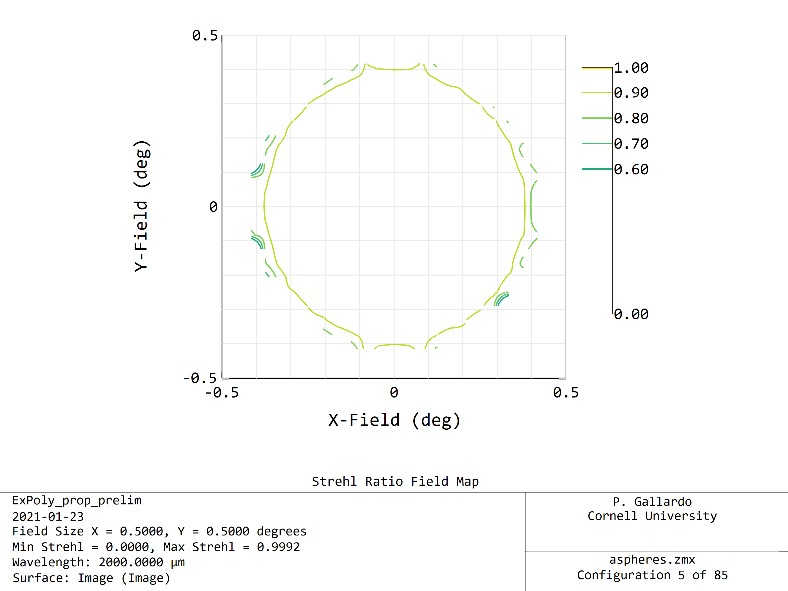 0.5
0
-0.5
Y-Field (deg)
-0.5
0
0.5
X-Field (deg)
1.00
0.90
0.80
0.70
0.60
0.00
Strehl Ratio Field Map
ExPoly_prop_prelim
2021-01-23
Field Size X = 0.5000, Y = 0.5000 degrees
Min Strehl = 0.0000, Max Strehl = 0.9992
Wavelength: 2000.0000 µm
Surface: Image (Image)
P. Gallardo
Cornell University
aspheres.zmx
Configuration 5 of 85